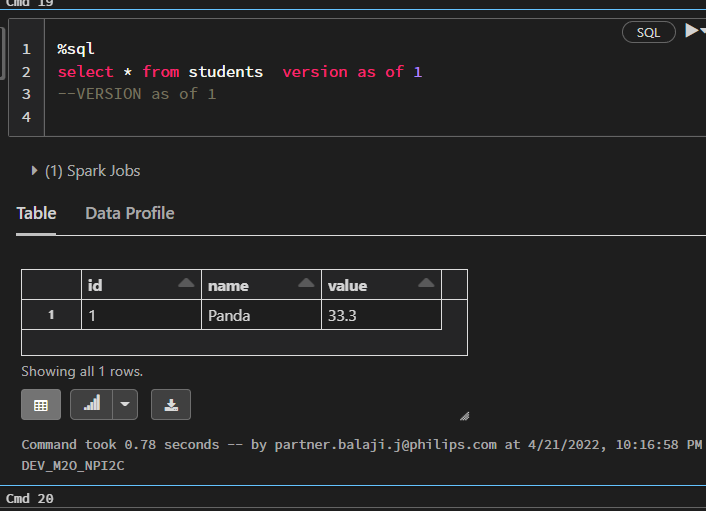 Cmd 19
SQL
1 %sql
2 select * from students  version as of 1
3 --VERSION as of 1
4
(1) Spark Jobs
Table Data Profile
id name value
1 1 Panda 33.3
Showing all 1 rows.
Command took 0.78 seconds -- by partner.balaji.j@philips.com at 4/21/2022, 10:16:58 PM
DEV_M2O_NPI2C
Cmd 20